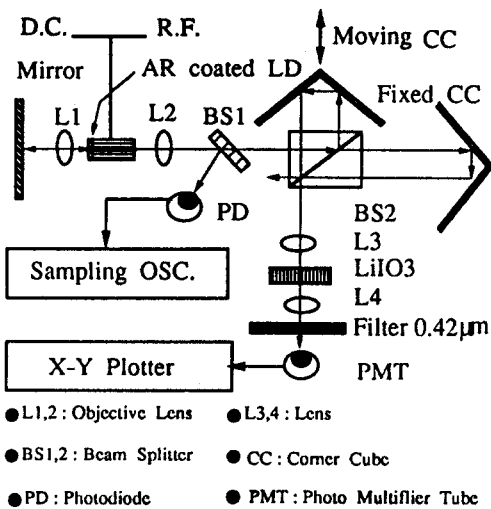 D.C. R.F.
Moving CC
Mirror
AR coated LD
Fixed CC
L1
L2
BS1
PD
BS2
L3
LiIO3
L4
Filter 0.42μm
Sampling OSC.
X-Y Plotter
PMT
●L1,2 : Objective Lens ●L3,4 : Lens
●BS1,2 : Beam Splitter ● CC : Corner Cube
●PD : Photodiode ● PMT : Photo Multiflier Tube